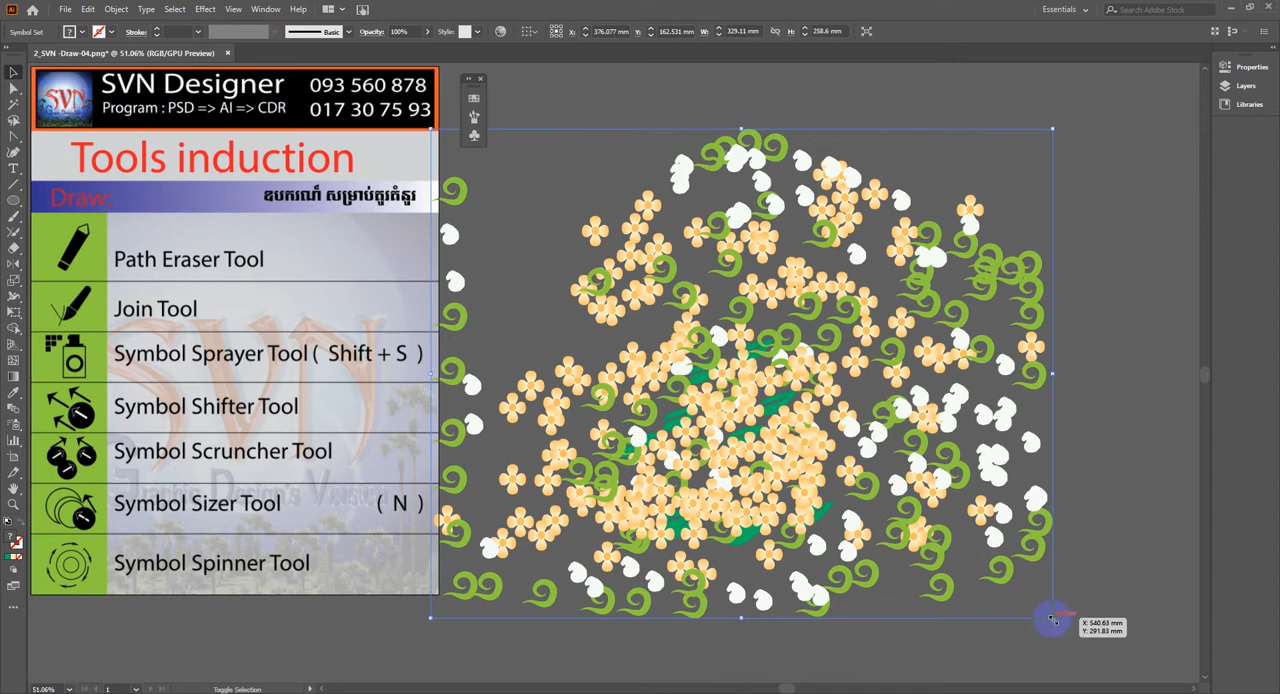 File Edit Object Type Select Effect View Window Help
Essentials
Search Adobe Stock
Symbol Set
Stroke:
Basic
Opacity: 100%
Style:
X: 376.077 mm
Y: 162.531 mm
W: 329.11 mm
H: 258.6 mm
2_SVN -Draw-04.png* @ 51.06% (RGB/GPU Preview)
Properties
Layers
Libraries
SVN Designer 093 560 878
Program : PSD => AI => CDR 017 30 75 93
SVN
Tools induction
Draw: ឧបករណ៏ សម្រាប់គូរគំនូរ
Path Eraser Tool
Join Tool
Symbol Sprayer Tool ( Shift + S )
Symbol Shifter Tool
Symbol Scruncher Tool
Symbol Sizer Tool ( N )
Symbol Spinner Tool
X: 540.63 mm
Y: 291.83 mm
51.06%
1
Toggle Selection